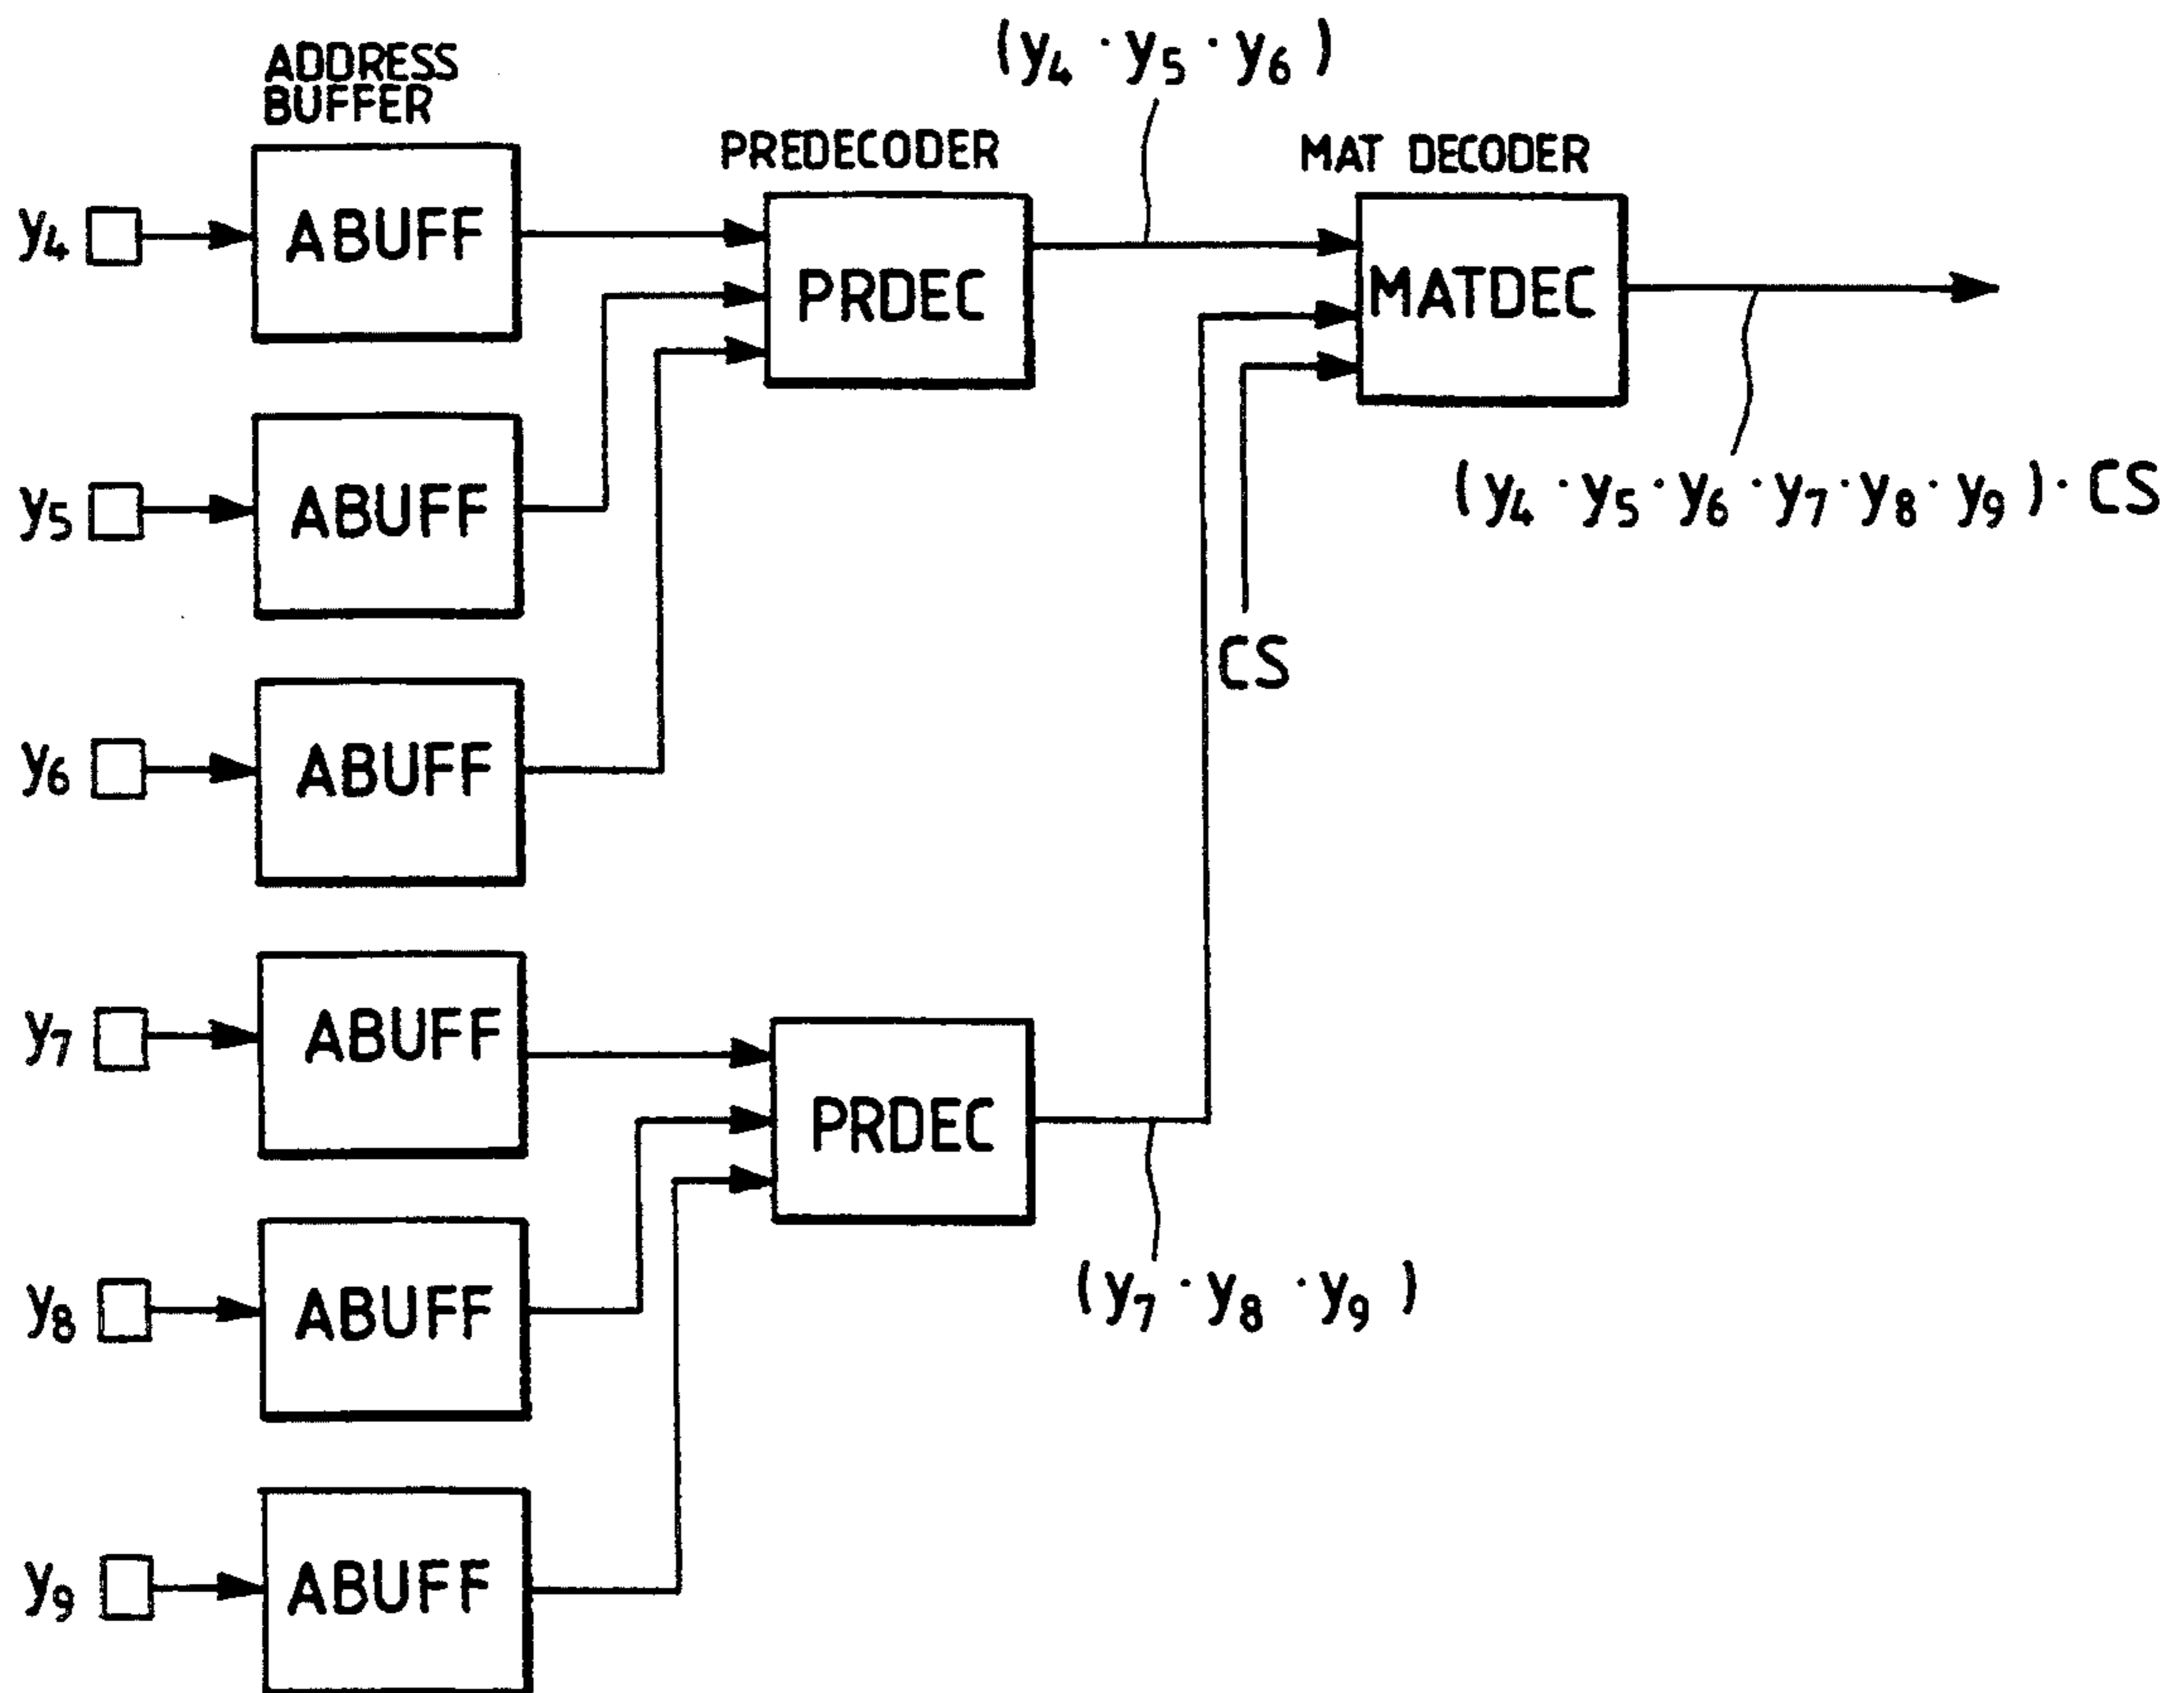 ADDRESS
BUFFER
(y4 · y5 · y6)
PREDECODER
MAT DECODER
y4
ABUFF
PRDEC
MATDEC
y5
ABUFF
(y4 · y5 · y6 · y7 · y8 · y9) · CS
CS
y6
ABUFF
y7
ABUFF
PRDEC
y8
ABUFF
(y7 · y8 · y9)
y9
ABUFF